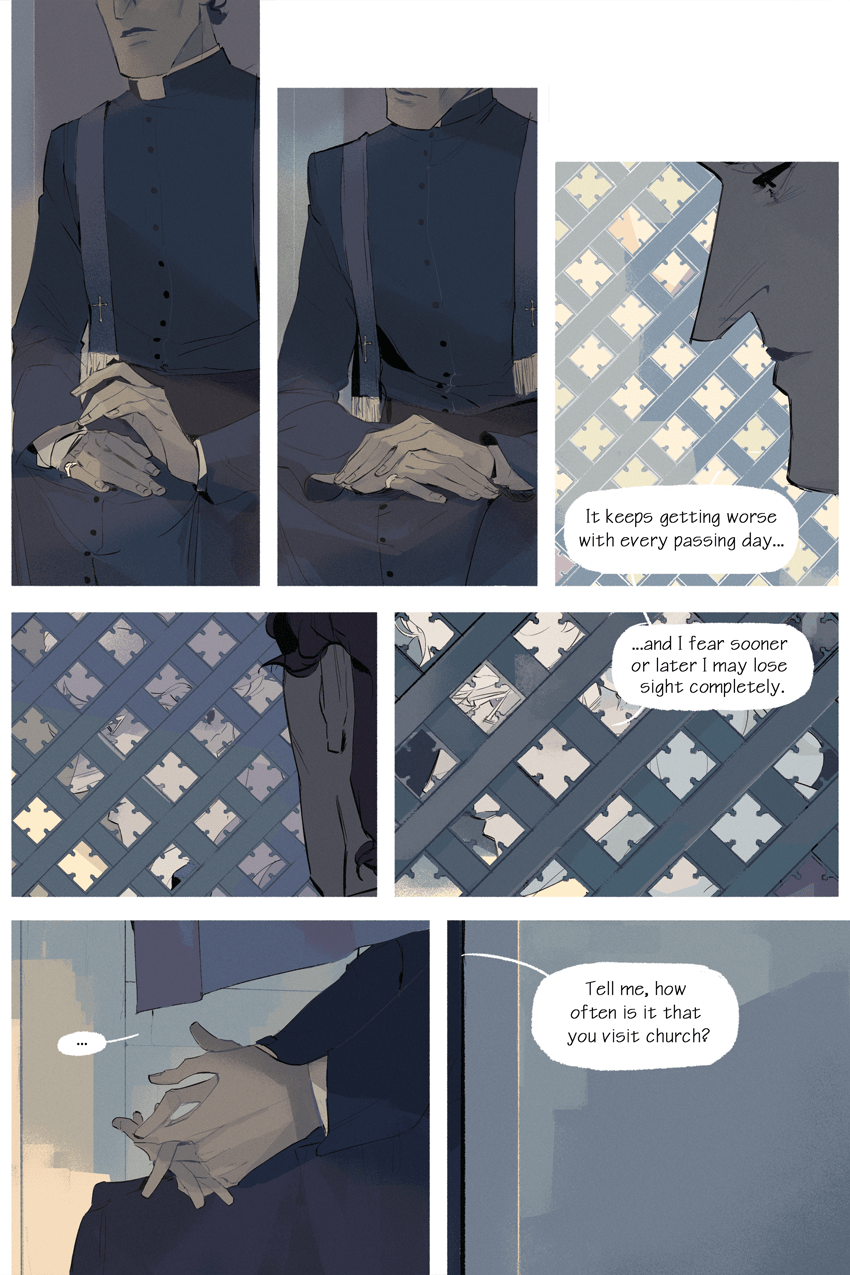 It keeps getting worse
with every passing day...
...and I fear sooner
or later I may lose
sight completely.
...
Tell me, how
often is it that
you visit church?